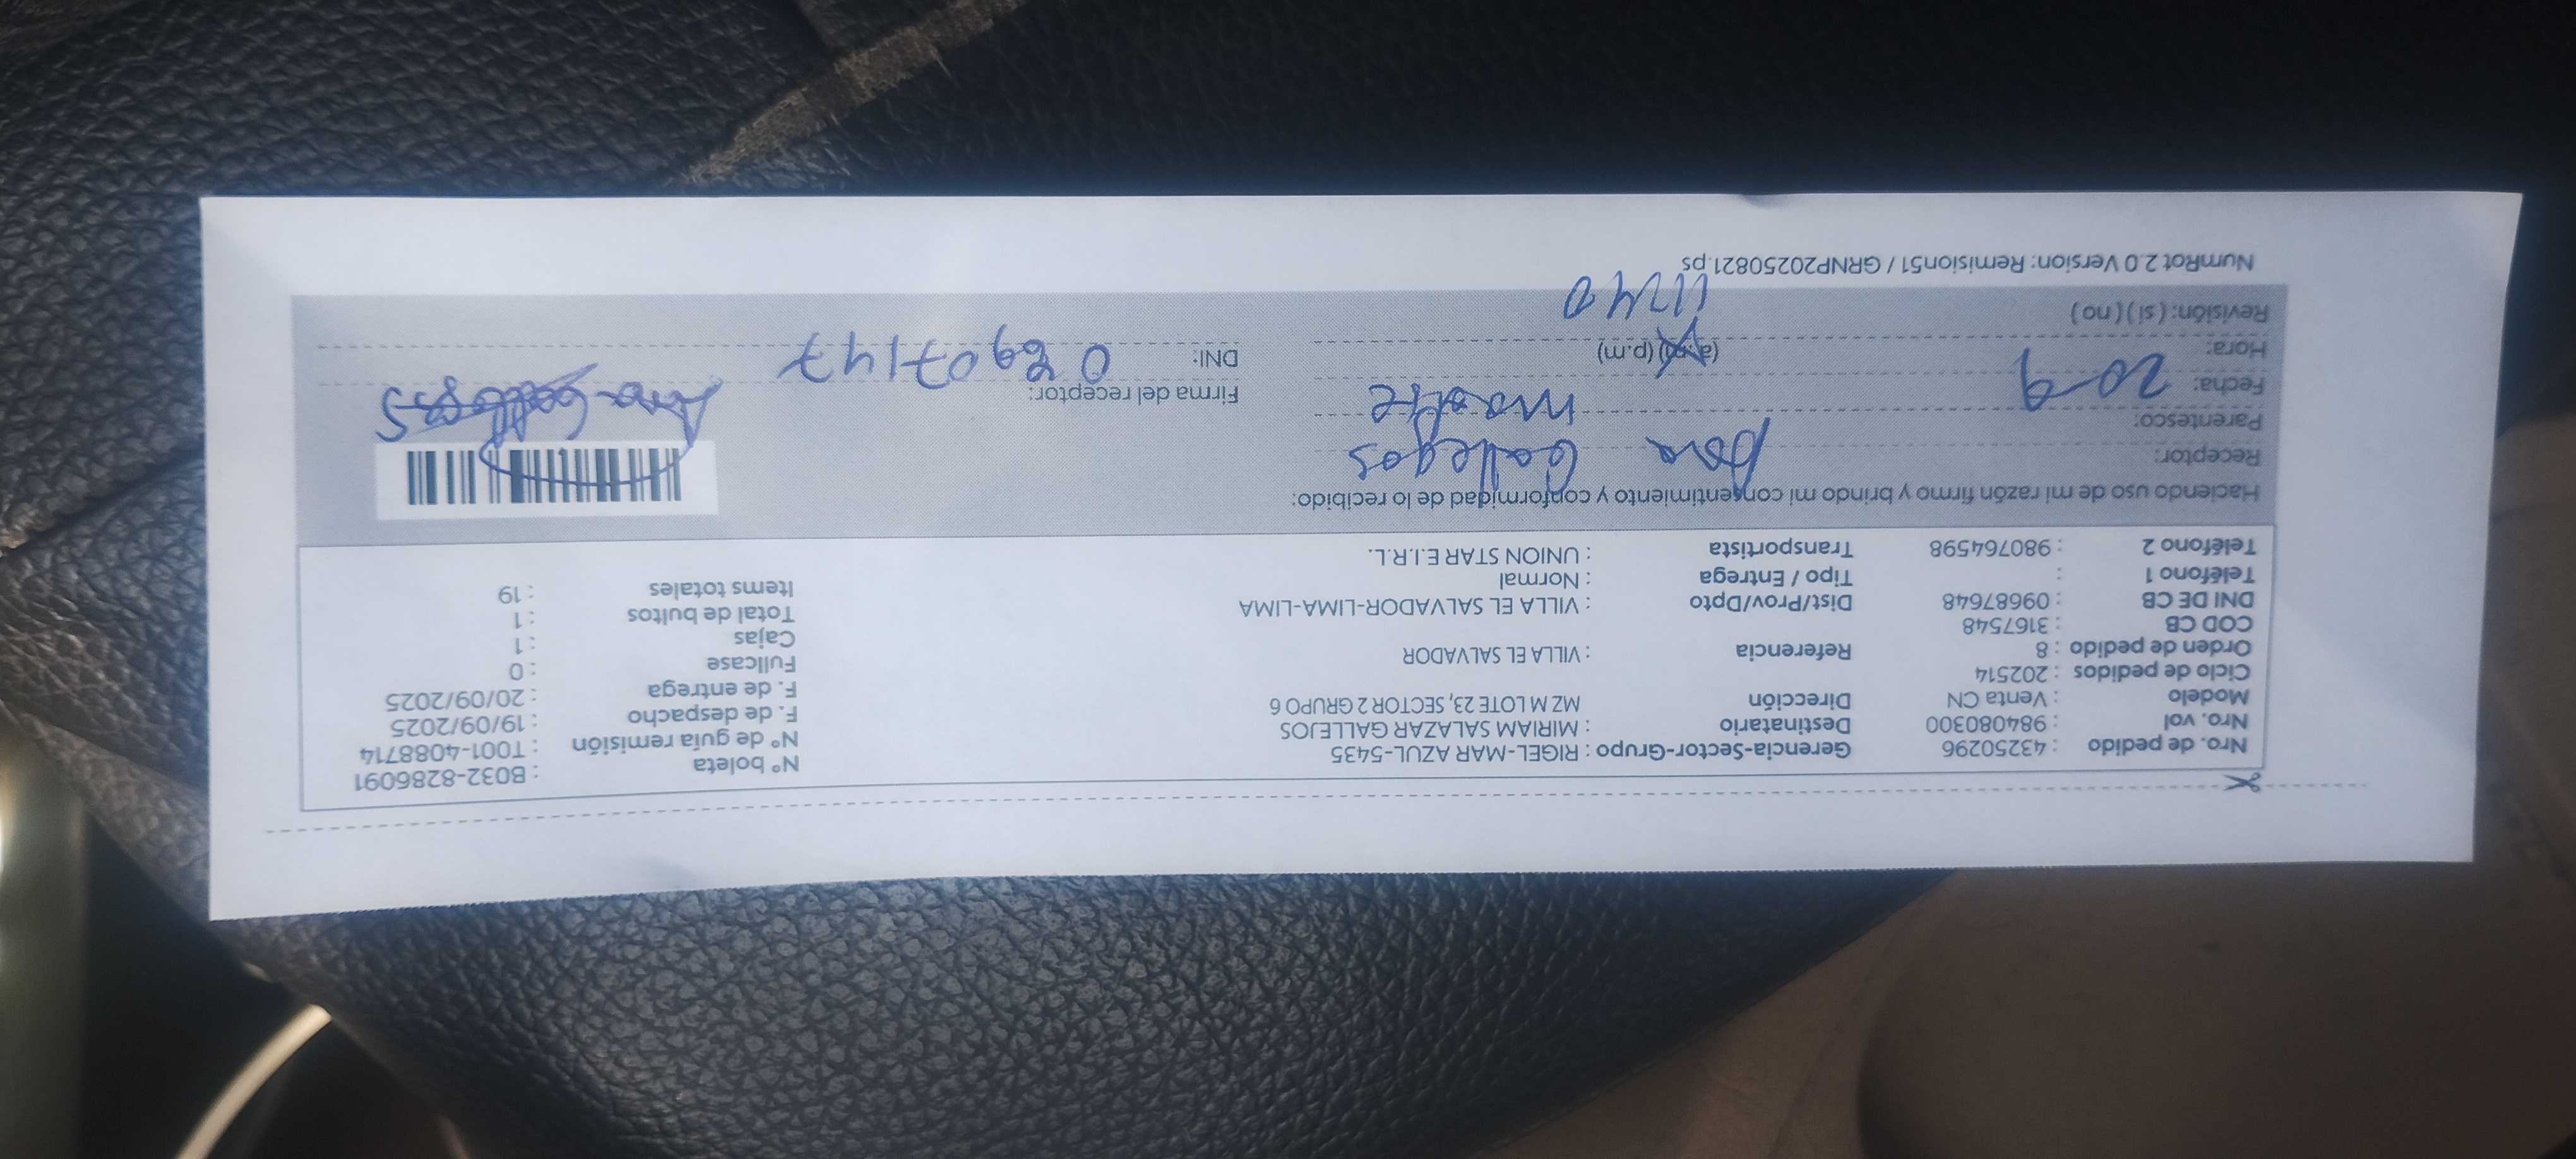 Nro. de pedido : 43250296 Gerencia-Sector-Grupo : RIGEL-MAR AZUL-5435 N° boleta : B032-8286091
Nro. vol : 984080300 Destinatario : MIRIAM SALAZAR GALLEJOS N° de guía remisión : T001-4088714
Modelo : Venta CN Dirección MZ M LOTE 23, SECTOR 2 GRUPO 6 F. de despacho : 19/09/2025
Ciclo de pedidos : 202514 F. de entrega : 20/09/2025
Orden de pedido : 8 Referencia : VILLA EL SALVADOR Fullcase : 0
COD CB : 3167548 Cajas : 1
DNI DE CB : 09687648 Dist/Prov/Dpto : VILLA EL SALVADOR-LIMA-LIMA Total de bultos : 1
Teléfono 1 : Tipo / Entrega : Normal Items totales : 19
Teléfono 2 : 980764598 Transportista : UNION STAR E.I.R.L.
Haciendo uso de mi razón firmo y brindo mi consentimiento y conformidad de lo recibido:
Receptor: Gallegos
Parentesco: madre
Fecha: 20-9 Firma del receptor:
Hora: (a.m) (p.m) DNI:
Revisión: ( si ) ( no ) 11740
NumRot 2.0 Version: Remision51 / GRNP20250821.ps